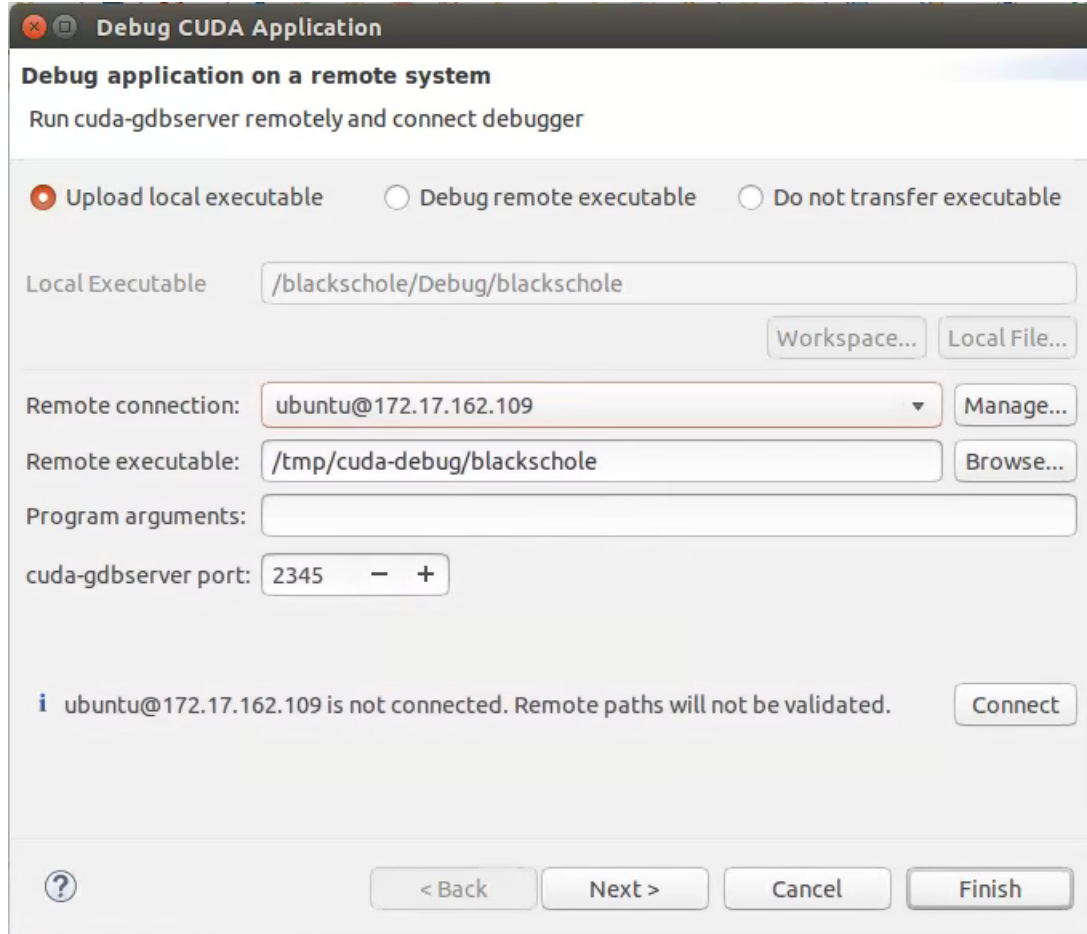 Debug CUDA Application
Debug application on a remote system
Run cuda-gdbserver remotely and connect debugger
Upload local executable Debug remote executable Do not transfer executable
Local Executable /blackschole/Debug/blackschole
Workspace... Local File...
Remote connection: ubuntu@172.17.162.109 Manage...
Remote executable: /tmp/cuda-debug/blackschole Browse...
Program arguments:
cuda-gdbserver port: 2345 − +
i ubuntu@172.17.162.109 is not connected. Remote paths will not be validated. Connect
? < Back Next > Cancel Finish